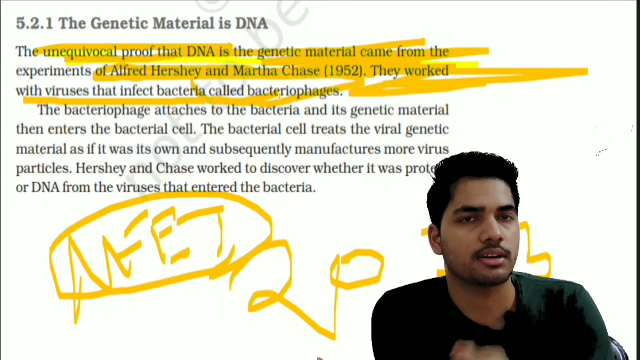 5.2.1 The Genetic Material is DNA
The unequivocal proof that DNA is the genetic material came from the
experiments of Alfred Hershey and Martha Chase (1952). They worked
with viruses that infect bacteria called bacteriophages.
The bacteriophage attaches to the bacteria and its genetic material
then enters the bacterial cell. The bacterial cell treats the viral genetic
material as if it was its own and subsequently manufactures more virus
particles. Hershey and Chase worked to discover whether it was prote
or DNA from the viruses that entered the bacteria.
NEET